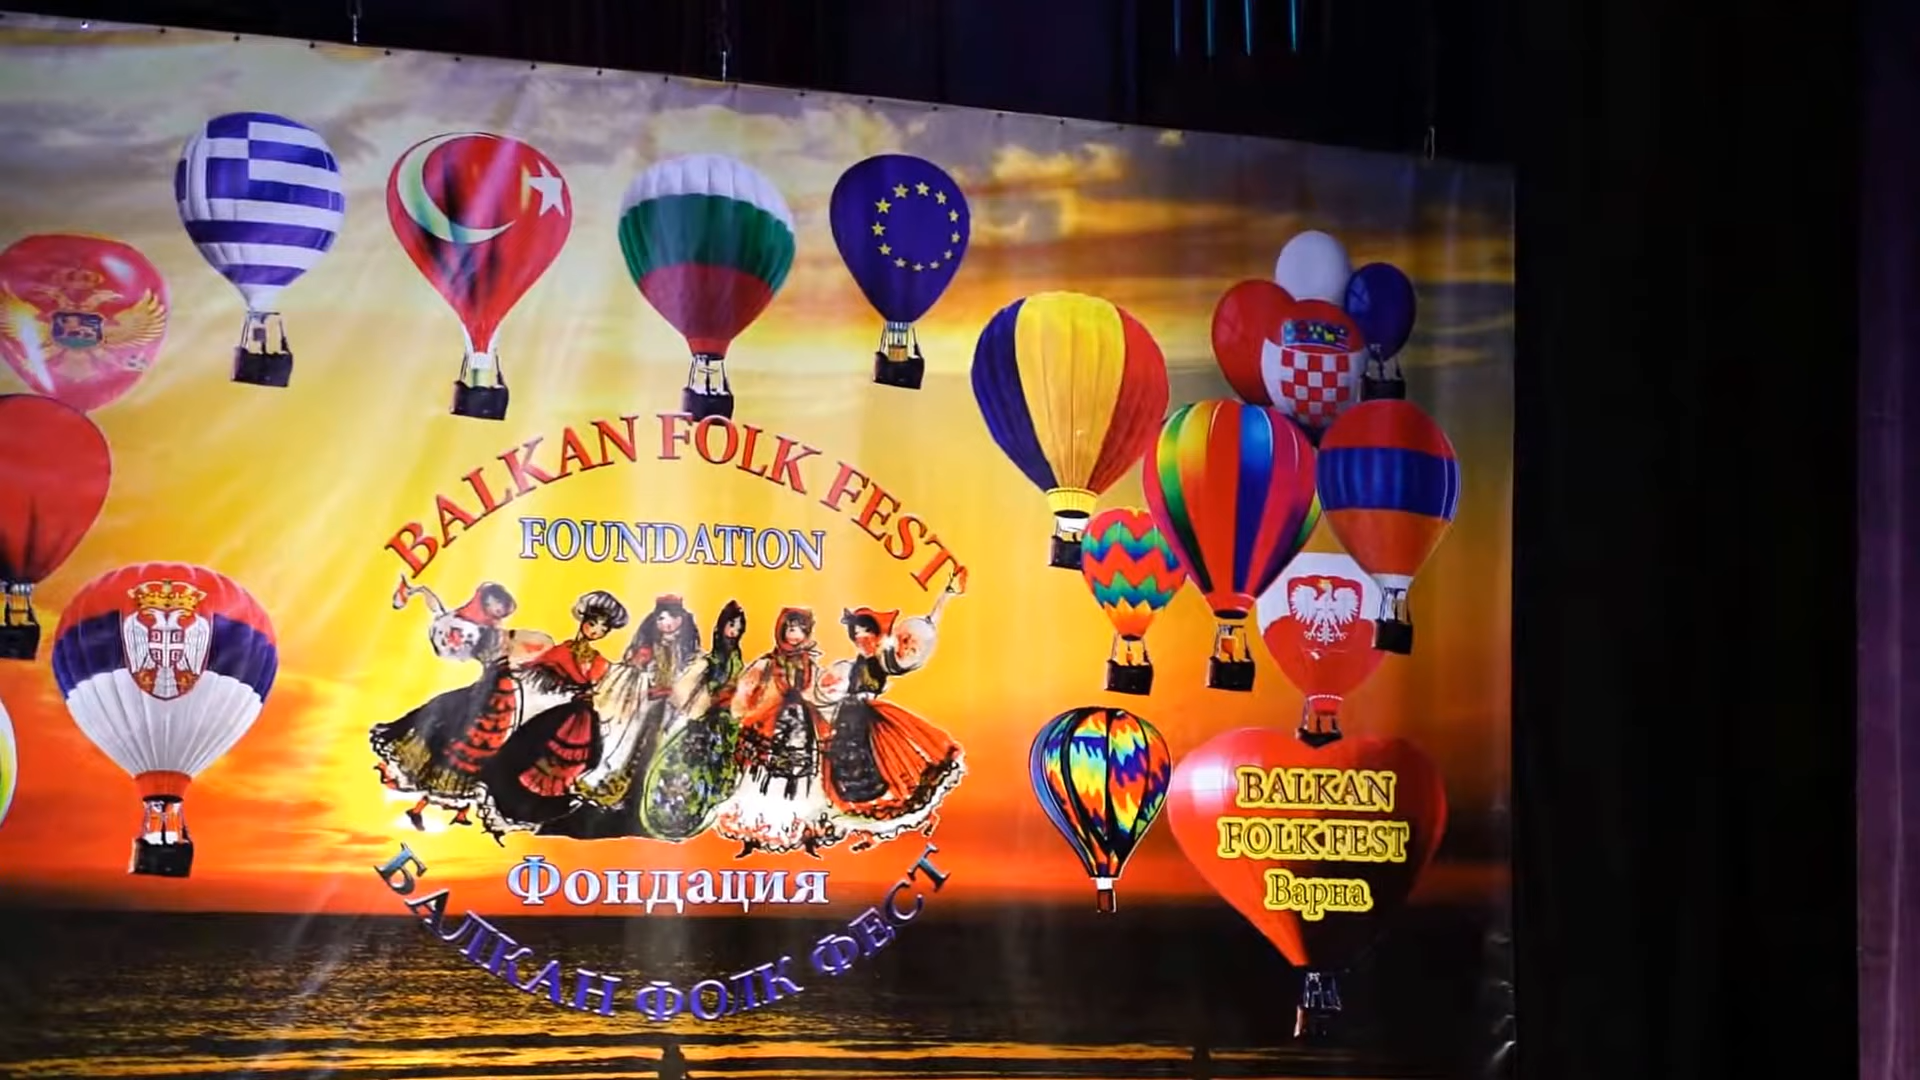 BALKAN FOLK FEST
FOUNDATION
Фондация
БАЛКАН ФОЛК ФЕСТ
BALKAN
FOLK FEST
Варна